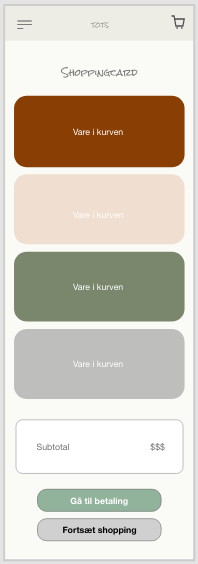 TOTS
Shoppingcard
Vare i kurven
Vare i kurven
Vare i kurven
Vare i kurven
Subtotal $$$
Gå til betaling
Fortsæt shopping